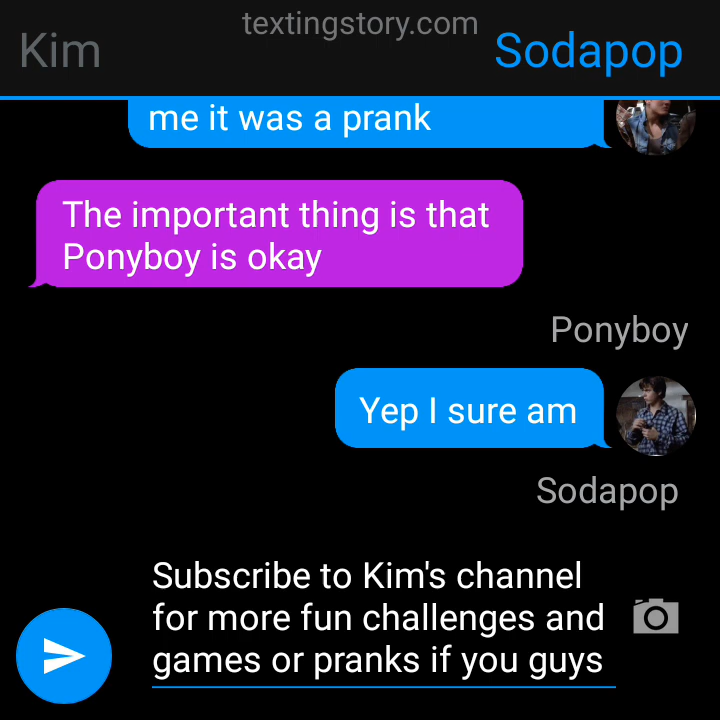 textingstory.com
Kim
Sodapop
me it was a prank
The important thing is that
Ponyboy is okay
Ponyboy
Yep I sure am
Sodapop
Subscribe to Kim's channel
for more fun challenges and
games or pranks if you guys